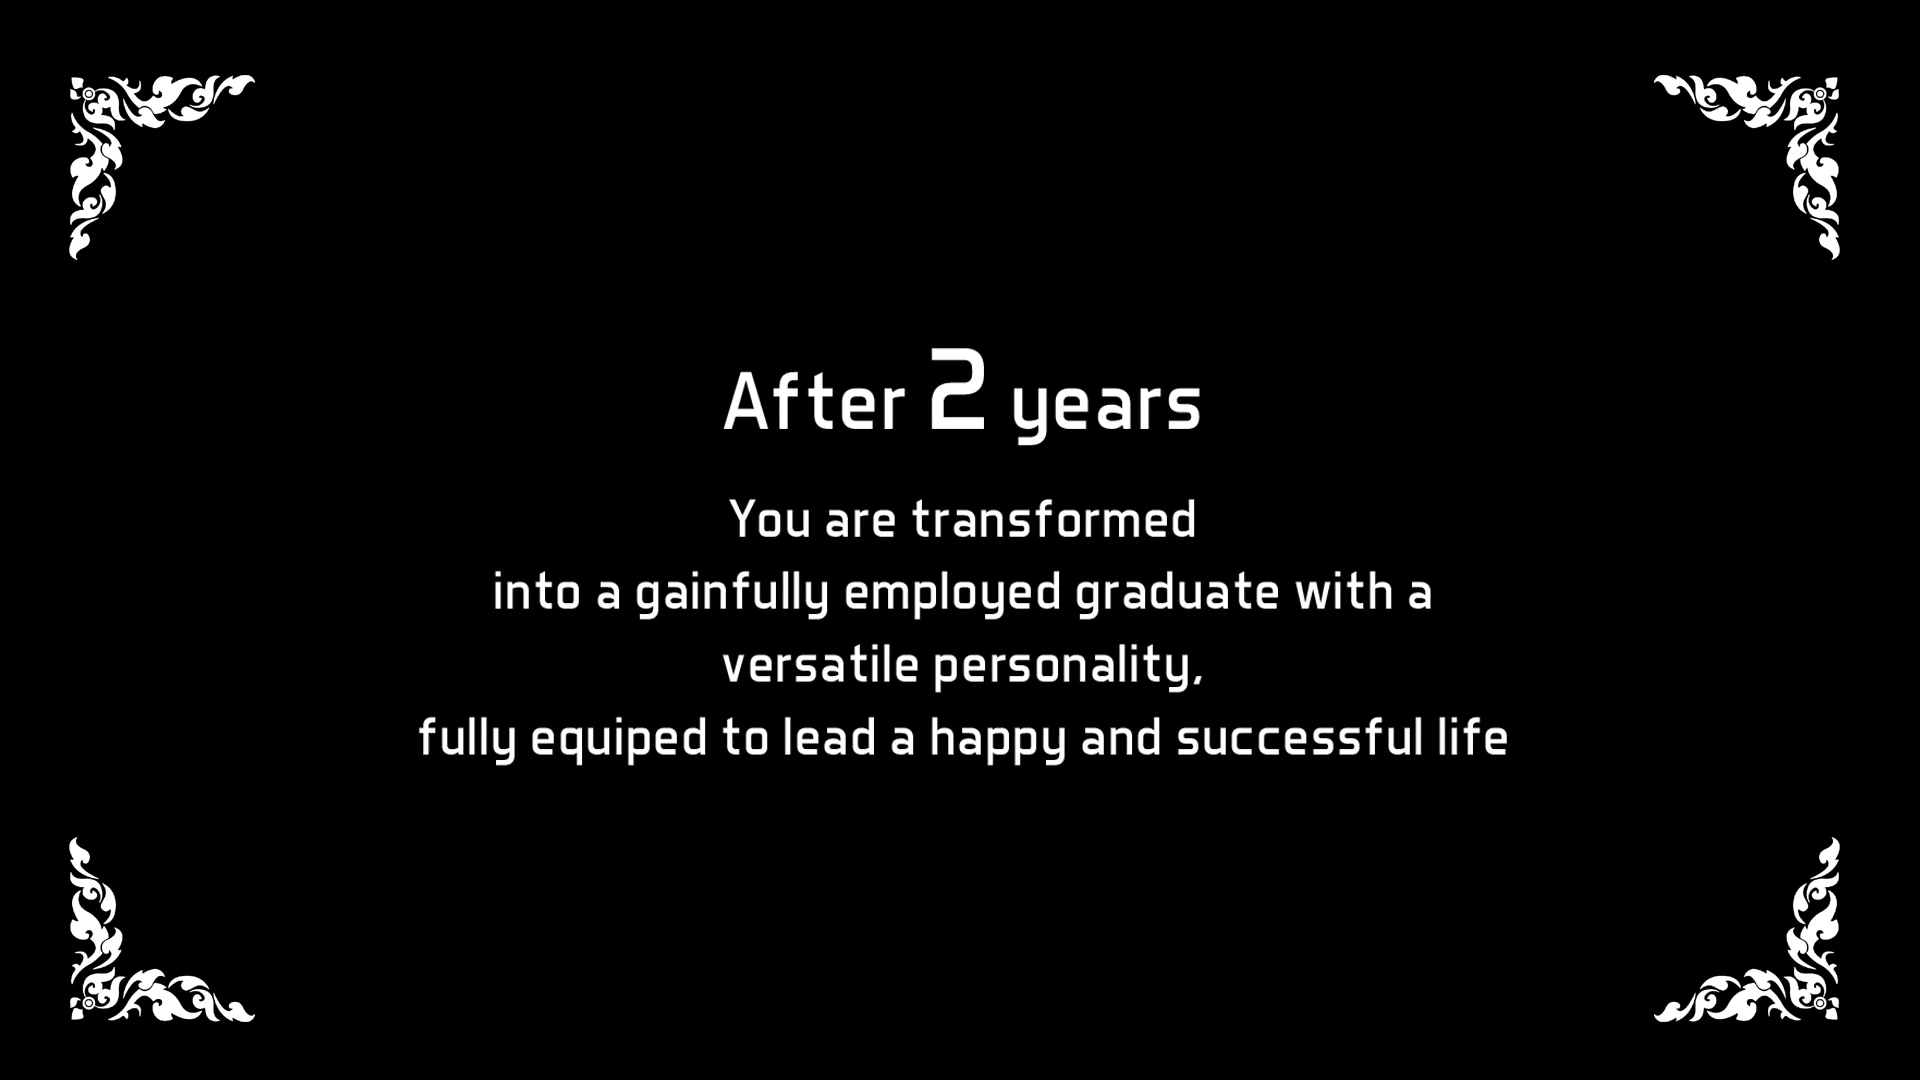 After 2 years
You are transformed
into a gainfully employed graduate with a
versatile personality,
fully equiped to lead a happy and successful life